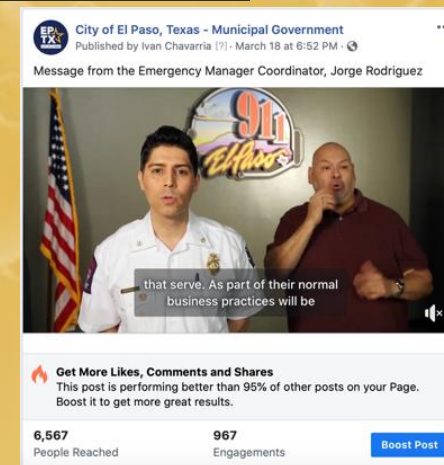 EP
TX
City of El Paso, Texas - Municipal Government
Published by Ivan Chavarria [?] · March 18 at 6:52 PM ·
Message from the Emergency Manager Coordinator, Jorge Rodriguez
911
El Paso
that serve. As part of their normal
business practices will be
Get More Likes, Comments and Shares
This post is performing better than 95% of other posts on your Page.
Boost it to get more great results.
6,567
People Reached
967
Engagements
Boost Post